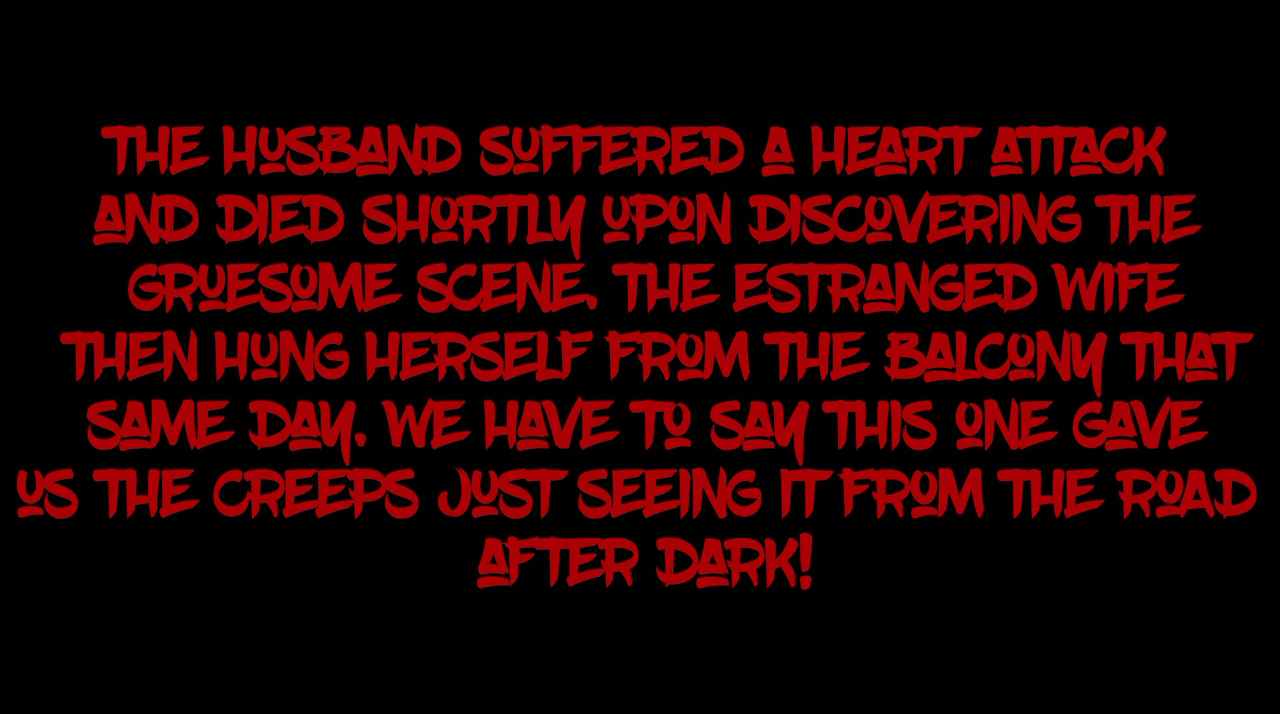 THE HUSBAND SUFFERED A HEART ATTACK
AND DIED SHORTLY UPON DISCOVERING THE
GRUESOME SCENE. THE ESTRANGED WIFE
THEN HUNG HERSELF FROM THE BALCONY THAT
SAME DAY. WE HAVE TO SAY THIS ONE GAVE
US THE CREEPS JUST SEEING IT FROM THE ROAD
AFTER DARK!